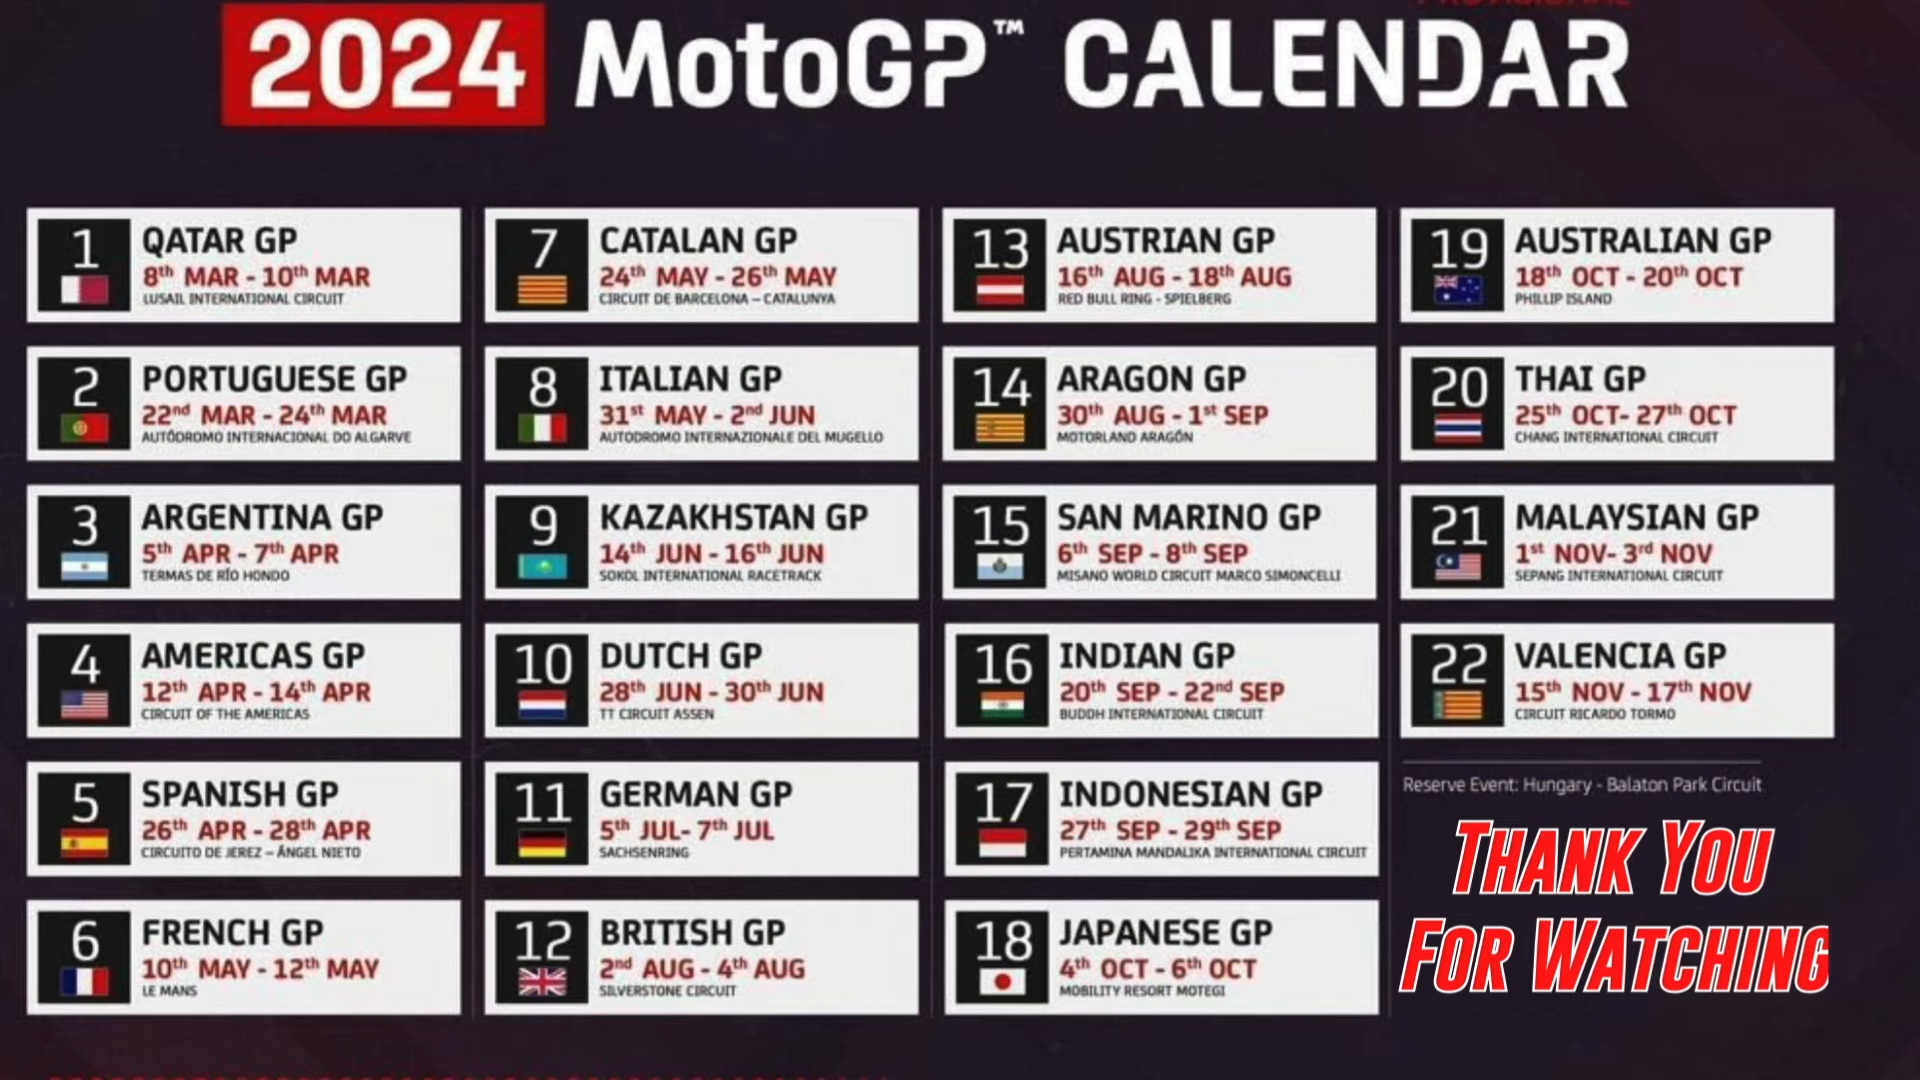 2024 MotoGP™ CALENDAR
1
QATAR GP
8th MAR - 10th MAR
LUSAIL INTERNATIONAL CIRCUIT
2
PORTUGUESE GP
22nd MAR - 24th MAR
AUTÓDROMO INTERNACIONAL DO ALGARVE
3
ARGENTINA GP
5th APR - 7th APR
TERMAS DE RÍO HONDO
4
AMERICAS GP
12th APR - 14th APR
CIRCUIT OF THE AMERICAS
5
SPANISH GP
26th APR - 28th APR
CIRCUITO DE JEREZ – ÁNGEL NIETO
6
FRENCH GP
10th MAY - 12th MAY
LE MANS
7
CATALAN GP
24th MAY - 26th MAY
CIRCUIT DE BARCELONA – CATALUNYA
8
ITALIAN GP
31st MAY - 2nd JUN
AUTODROMO INTERNAZIONALE DEL MUGELLO
9
KAZAKHSTAN GP
14th JUN - 16th JUN
SOKOL INTERNATIONAL RACETRACK
10
DUTCH GP
28th JUN - 30th JUN
TT CIRCUIT ASSEN
11
GERMAN GP
5th JUL- 7th JUL
SACHSENRING
12
BRITISH GP
2nd AUG - 4th AUG
SILVERSTONE CIRCUIT
13
AUSTRIAN GP
16th AUG - 18th AUG
RED BULL RING - SPIELBERG
14
ARAGON GP
30th AUG - 1st SEP
MOTORLAND ARAGÓN
15
SAN MARINO GP
6th SEP - 8th SEP
MISANO WORLD CIRCUIT MARCO SIMONCELLI
16
INDIAN GP
20th SEP - 22nd SEP
BUDDH INTERNATIONAL CIRCUIT
17
INDONESIAN GP
27th SEP - 29th SEP
PERTAMINA MANDALIKA INTERNATIONAL CIRCUIT
18
JAPANESE GP
4th OCT - 6th OCT
MOBILITY RESORT MOTEGI
19
AUSTRALIAN GP
18th OCT - 20th OCT
PHILLIP ISLAND
20
THAI GP
25th OCT- 27th OCT
CHANG INTERNATIONAL CIRCUIT
21
MALAYSIAN GP
1st NOV- 3rd NOV
SEPANG INTERNATIONAL CIRCUIT
22
VALENCIA GP
15th NOV - 17th NOV
CIRCUIT RICARDO TORMO
Reserve Event: Hungary - Balaton Park Circuit
THANK YOU
FOR WATCHING